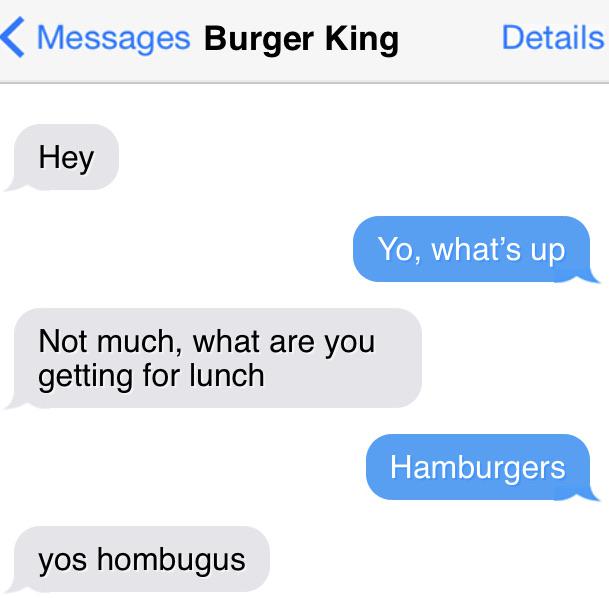 Messages Burger King Details
Hey
Yo, what’s up
Not much, what are you
getting for lunch
Hamburgers
yos hombugus